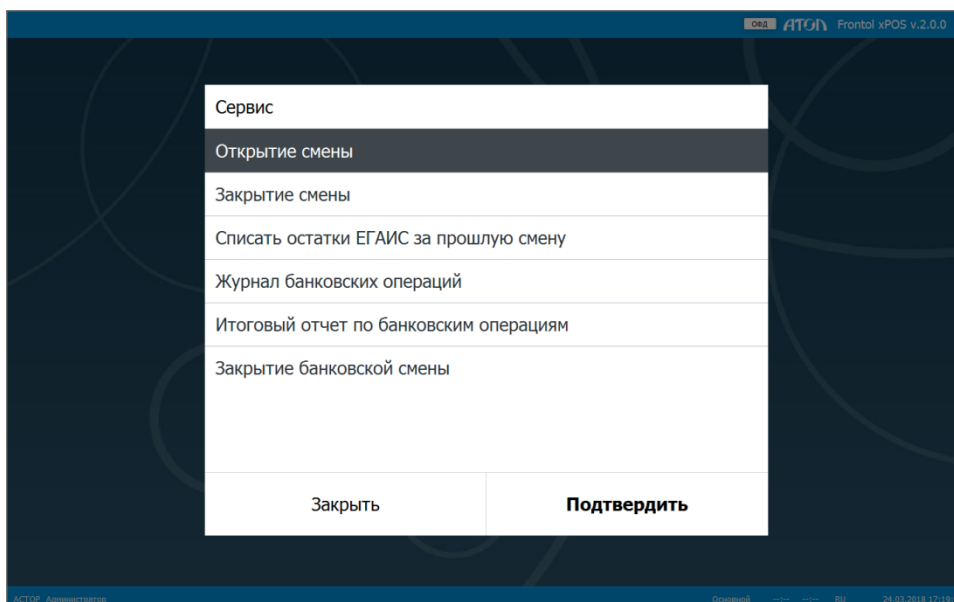 ОФД АТОЛ Frontol xPOS v.2.0.0
Сервис
Открытие смены
Закрытие смены
Списать остатки ЕГАИС за прошлую смену
Журнал банковских операций
Итоговый отчет по банковским операциям
Закрытие банковской смены
Закрыть Подтвердить
АСТОР Администратор Основной --:-- --:-- RU 24.03.2018 17:19